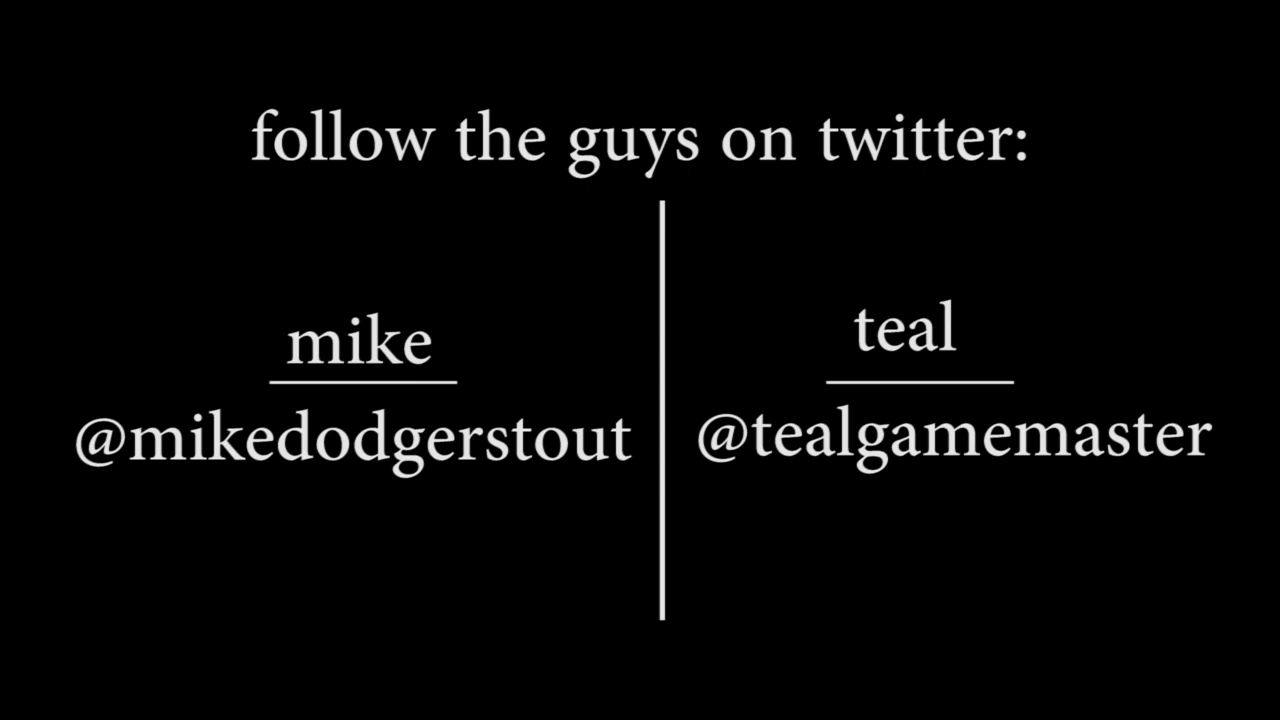 follow the guys on twitter:
mike
@mikedodgerstout
teal
@tealgamemaster